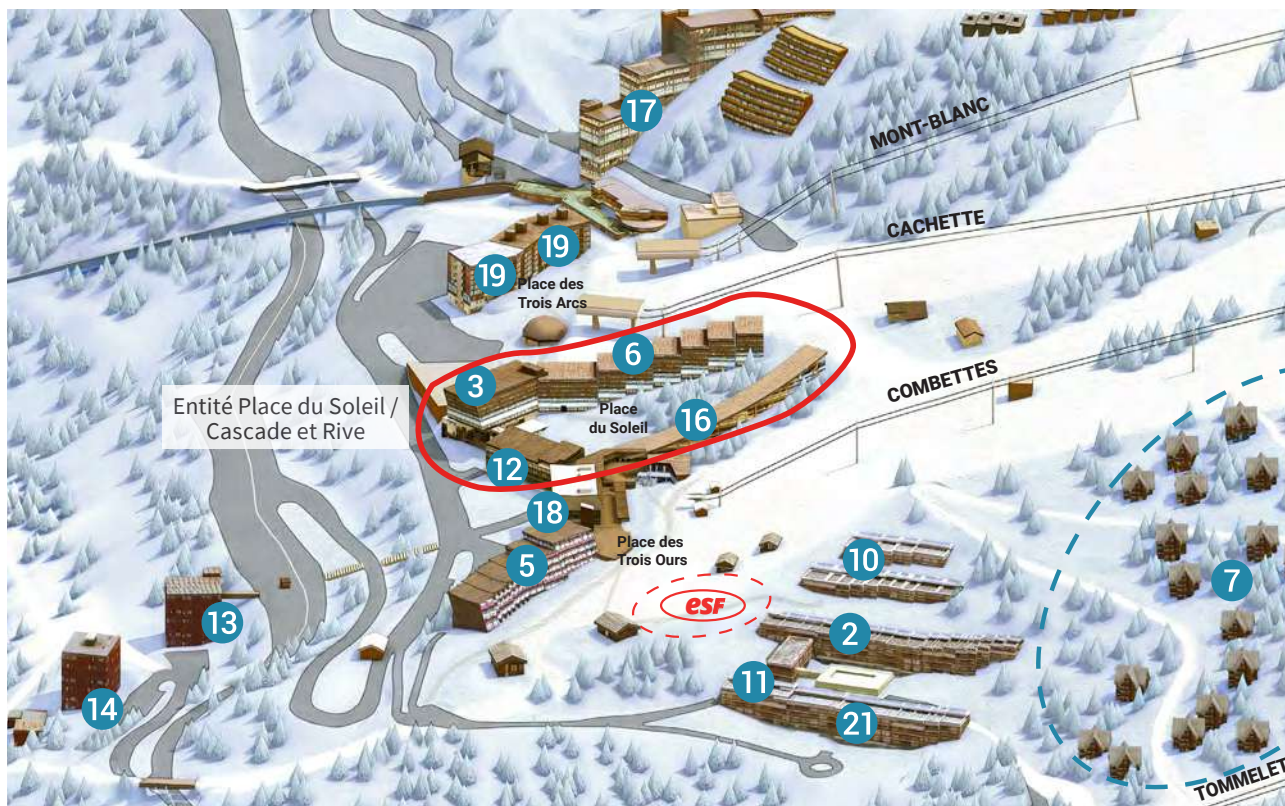 17
MONT-BLANC
CACHETTE
19
19
Place des
Trois Arcs
6
3
COMBETTES
Entité Place du Soleil /
Cascade et Rive
Place
du Soleil
16
12
18
Place des
Trois Ours
5
10
7
esf
13
2
11
14
21
TOMMELET